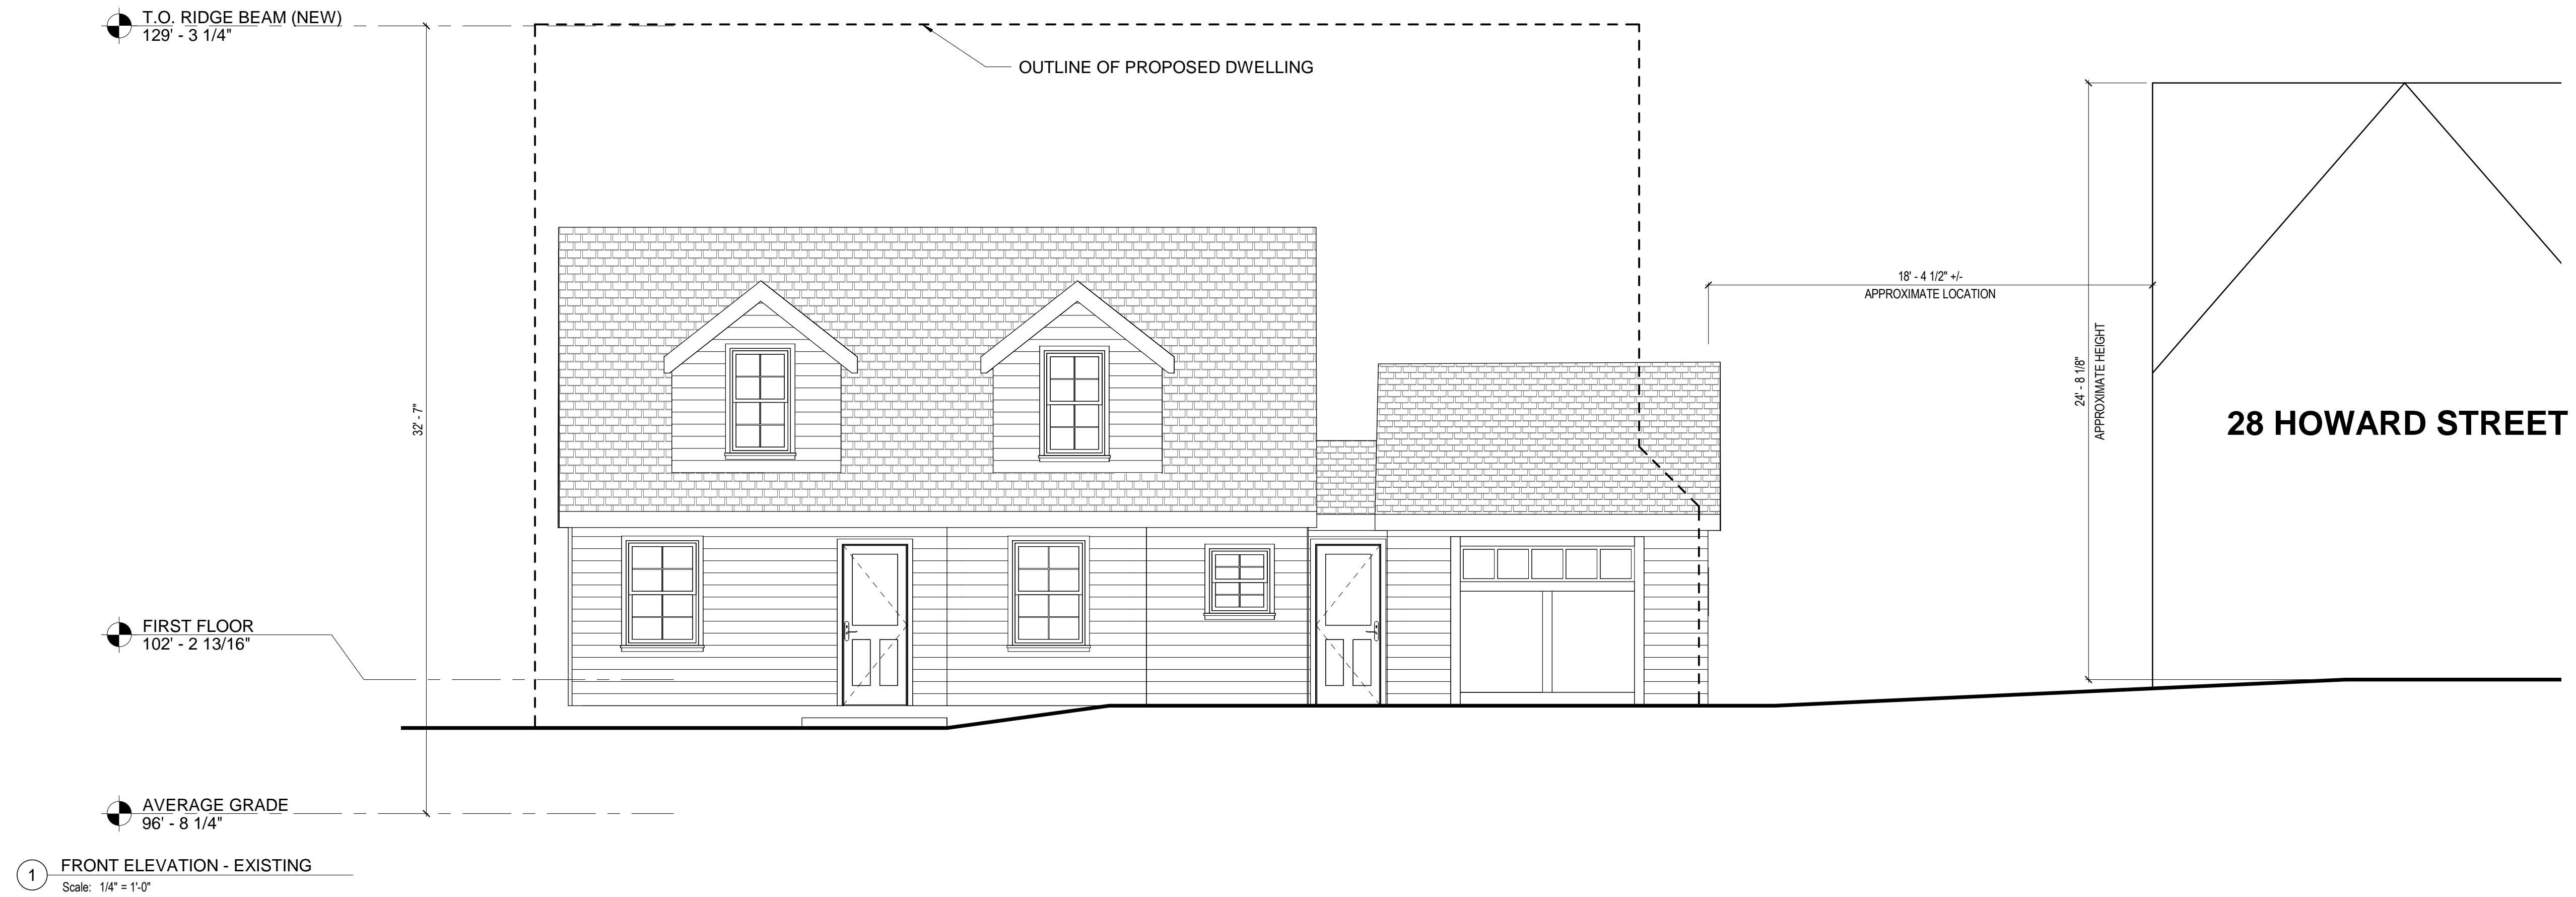 T.O. RIDGE BEAM (NEW)
129' - 3 1/4"
OUTLINE OF PROPOSED DWELLING
18' - 4 1/2" +/-
APPROXIMATE LOCATION
24' - 8 1/8"
APPROXIMATE HEIGHT
32' - 7"
28 HOWARD STREET
FIRST FLOOR
102' - 2 13/16"
AVERAGE GRADE
96' - 8 1/4"
1
FRONT ELEVATION - EXISTING
Scale: 1/4" = 1'-0"